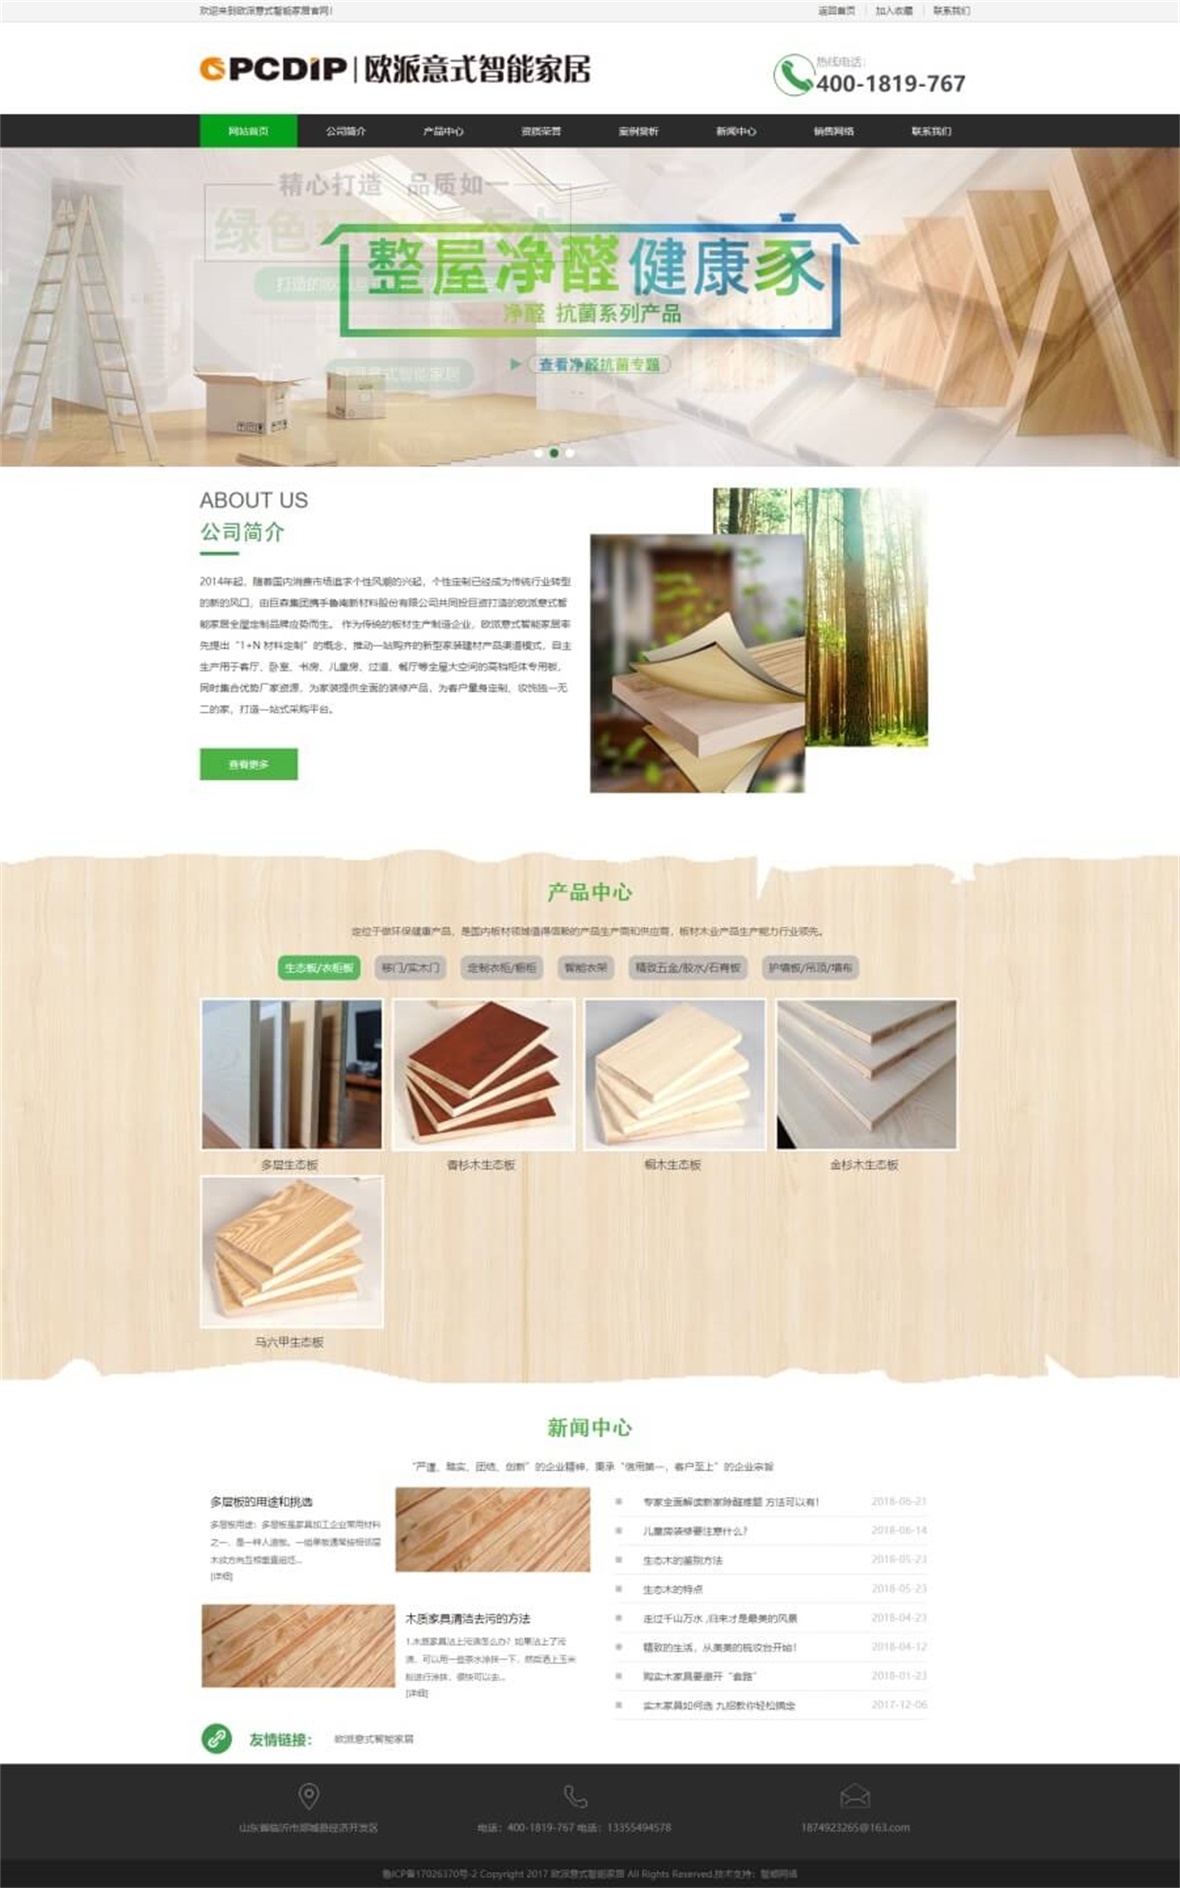 欢迎来到欧派意式智能家居官网!
返回首页 加入收藏 联系我们
PCDIP 欧派意式智能家居
热线电话：
400-1819-767
网站首页 公司简介 产品中心 资质荣誉 案例赏析 新闻中心 销售网络 联系我们
精心打造 品质如一
整屋净醛健康家
净醛 抗菌系列产品
查看净醛抗菌专题
欧派意式智能家居
ABOUT US
公司简介
2014年起，随着国内消费市场追求个性风潮的兴起，个性定制已经成为传统行业转型
的新的风口，由巨森集团携手鲁南新材料股份有限公司共同投巨资打造的欧派意式智
能家居全屋定制品牌应势而生。 作为传统的板材生产制造企业，欧派意式智能家居率
先提出“1+N 材料定制”的概念，推动一站购齐的新型家装建材产品渠道模式，自主
生产用于客厅、卧室、书房、儿童房、过道、餐厅等全屋大空间的高档柜体专用板，
同时集合优势厂家资源，为家装提供全面的装修产品，为客户量身定制，妆饰独一无
二的家，打造一站式采购平台。
查看更多
产品中心
定位于做环保健康产品，是国内板材领域值得信赖的产品生产商和供应商，板材木业产品生产能力行业领先。
生态板/衣柜板 移门/实木门 定制衣柜/橱柜 智能衣架 精致五金/胶水/石膏板 护墙板/吊顶/墙布
多层生态板 香杉木生态板 桐木生态板 金杉木生态板
马六甲生态板
新闻中心
“严谨、踏实、团结、创新”的企业精神，秉承“信用第一，客户至上”的企业宗旨
多层板的用途和挑选
多层板用途：多层板是家具加工企业常用材料
之一，是一种人造板。一组单板通常按相邻层
木纹方向互相垂直组坯...
[详细]
木质家具清洁去污的方法
1.木质家具沾上污渍怎么办？如果沾上了污
渍，可以用一些茶水涂抹一下，然后洒上玉米
粉进行涂抹，很快可以去...
[详细]
专家全面解读新家除醛难题 方法可以有! 2018-06-21
儿童房装修要注意什么? 2018-06-14
生态木的鉴别方法 2018-05-23
生态木的特点 2018-05-23
走过千山万水 ,归来才是最美的风景 2018-04-23
精致的生活，从美美的梳妆台开始! 2018-04-12
购实木家具要避开“套路” 2018-01-23
实木家具如何选 九招教你轻松搞定 2017-12-06
友情链接： 欧派意式智能家居
山东省临沂市郯城县经济开发区
电话：400-1819-767 电话：13355494578
1874923265@163.com
鲁ICP备17026370号-2 Copyright 2017 欧派意式智能家居 All Rights Reserved.技术支持：